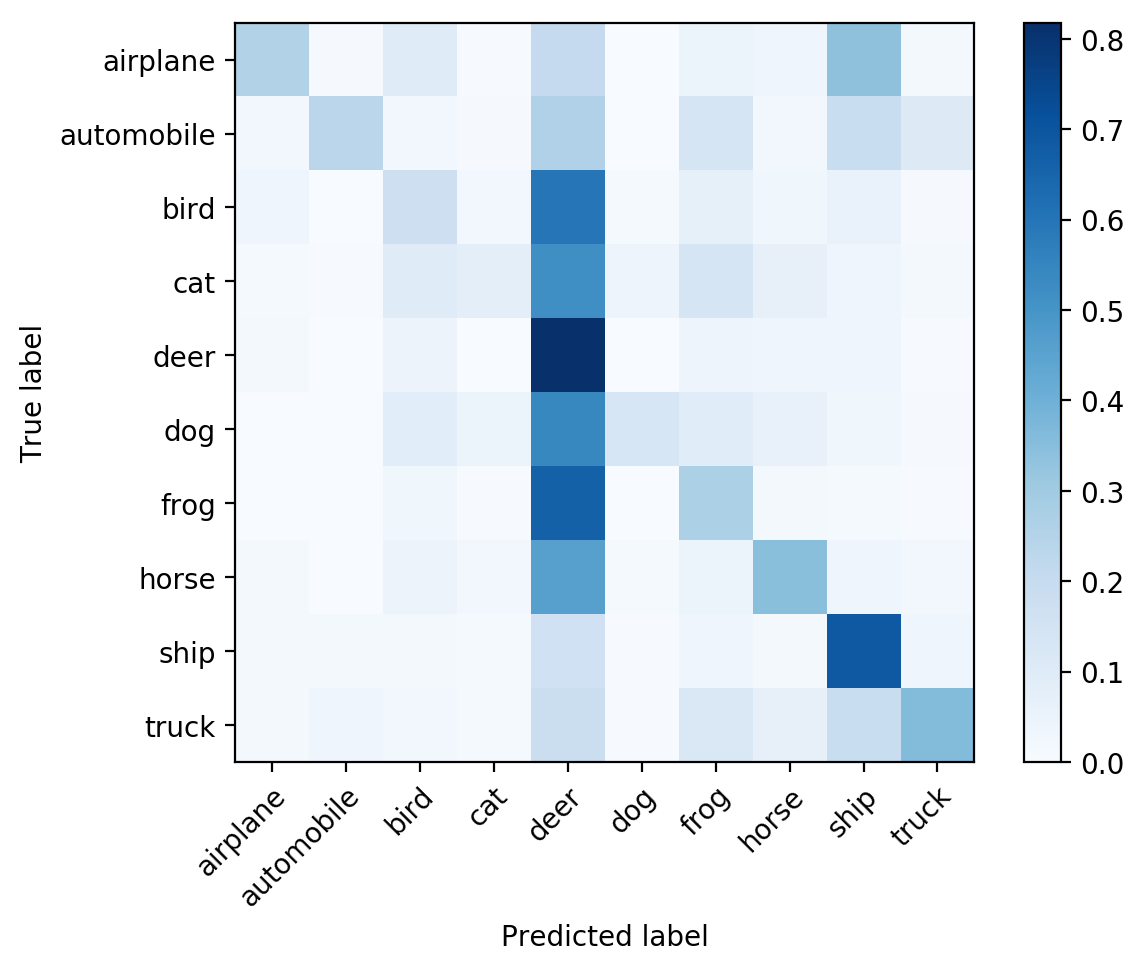 True label
airplane
automobile
bird
cat
deer
dog
frog
horse
ship
truck
airplane
automobile
bird
cat
deer
dog
frog
horse
ship
truck
Predicted label
0.8
0.7
0.6
0.5
0.4
0.3
0.2
0.1
0.0